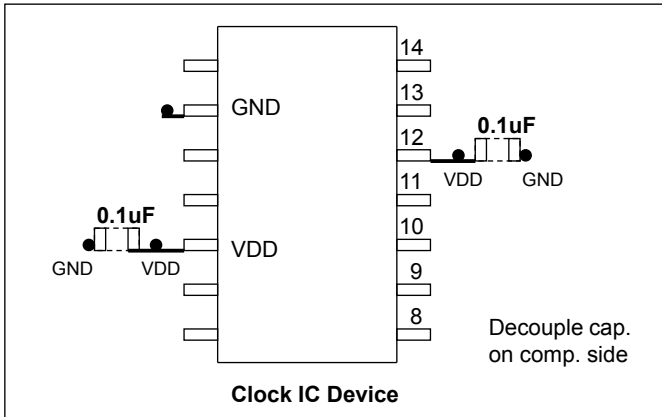 14
GND
13
0.1uF
12
VDD
GND
11
0.1uF
VDD
10
GND
VDD
9
8
Decouple cap.
on comp. side
Clock IC Device